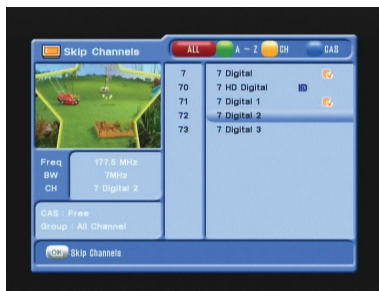 Skip Channels
ALL A ~ Z CH CAS
7 7 Digital
70 7 HD Digital HD
71 7 Digital 1
72 7 Digital 2
73 7 Digital 3
Freq 177.5 MHz
BW 7MHz
CH 7 Digital 2
CAS : Free
Group : All Channel
OK Skip Channels